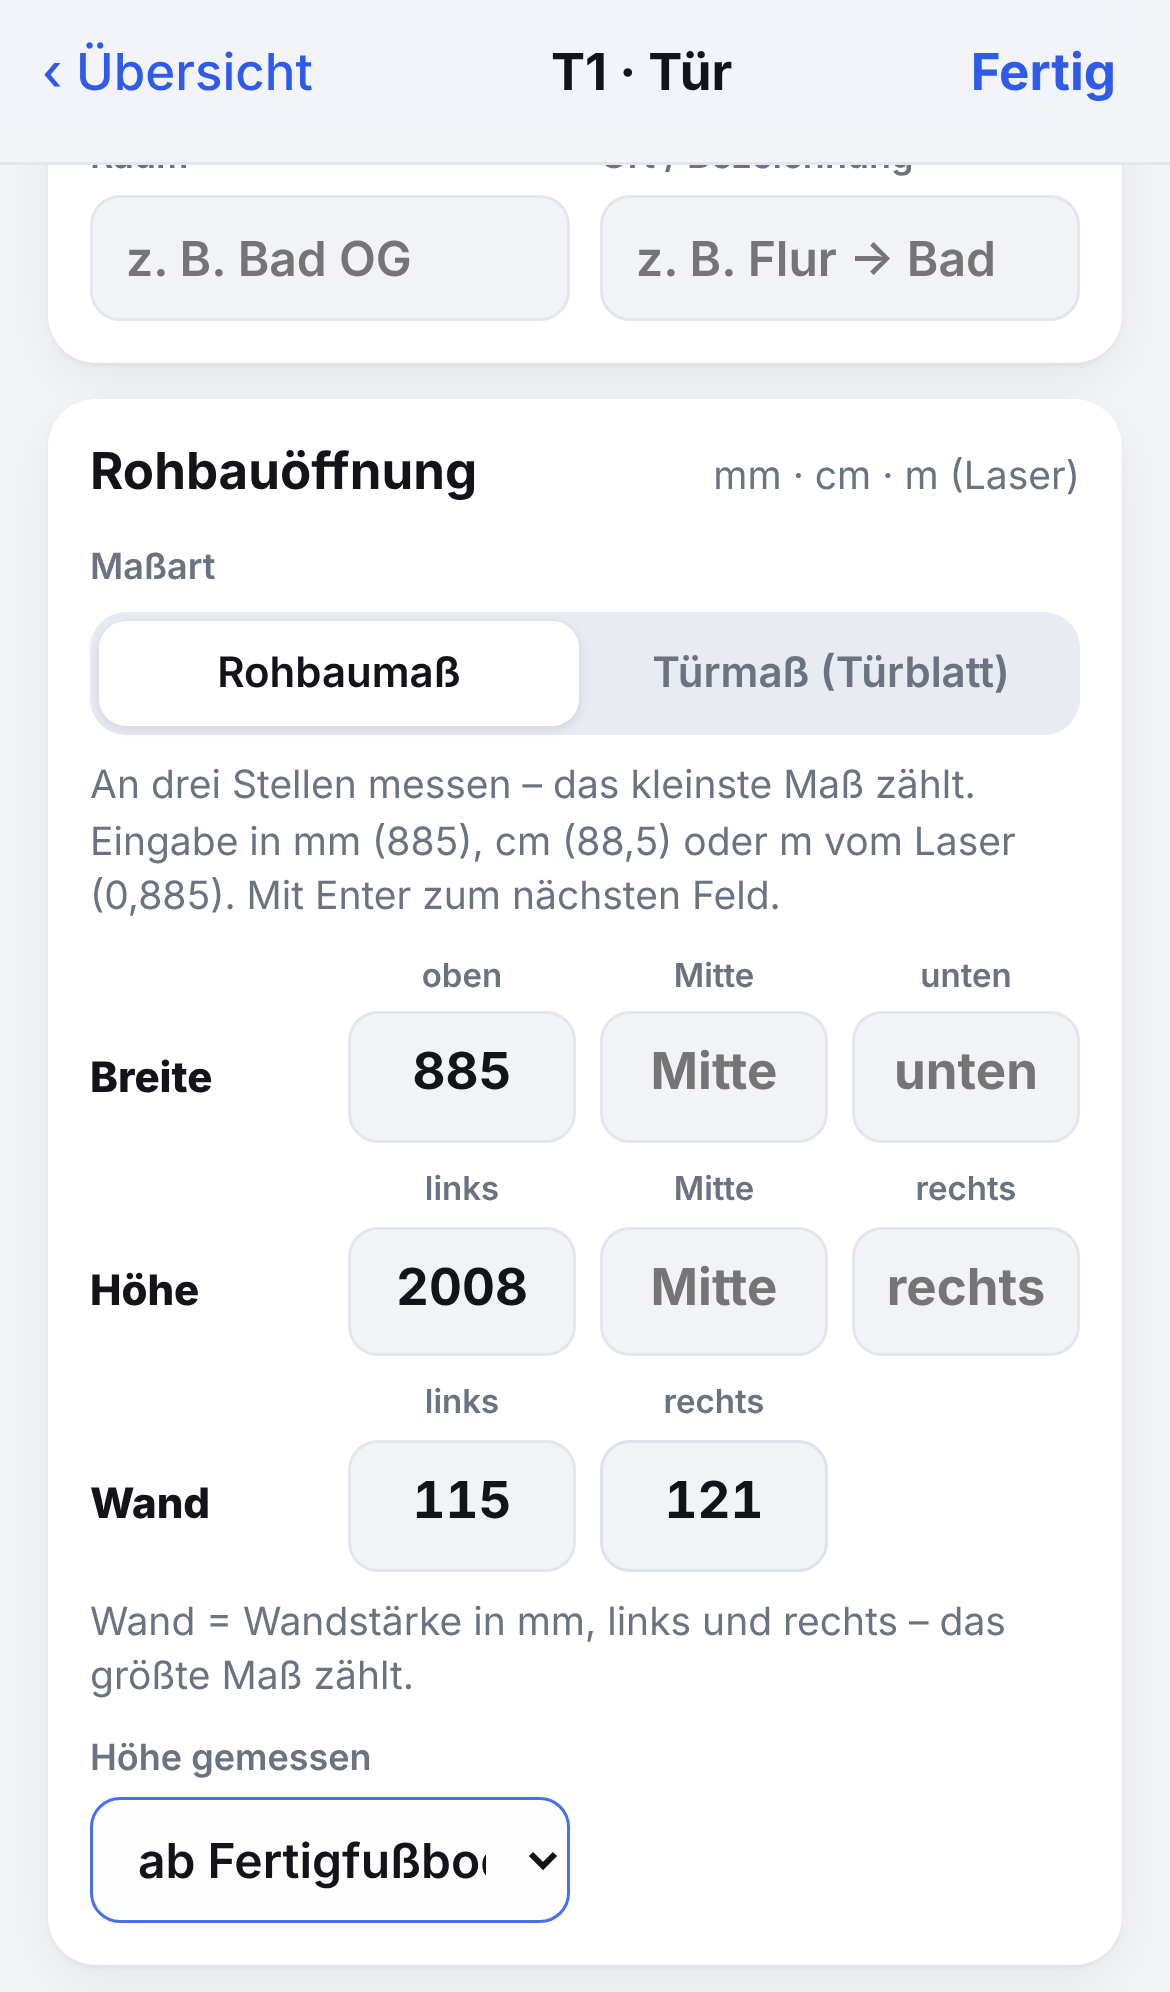 ‹ Übersicht
T1 · Tür
Fertig
z. B. Bad OG
z. B. Flur → Bad
Rohbauöffnung
mm · cm · m (Laser)
Maßart
Rohbaumaß
Türmaß (Türblatt)
An drei Stellen messen – das kleinste Maß zählt.
Eingabe in mm (885), cm (88,5) oder m vom Laser
(0,885). Mit Enter zum nächsten Feld.
oben
Mitte
unten
Breite
885
Mitte
unten
links
Mitte
rechts
Höhe
2008
Mitte
rechts
links
rechts
Wand
115
121
Wand = Wandstärke in mm, links und rechts – das
größte Maß zählt.
Höhe gemessen
ab Fertigfußbo